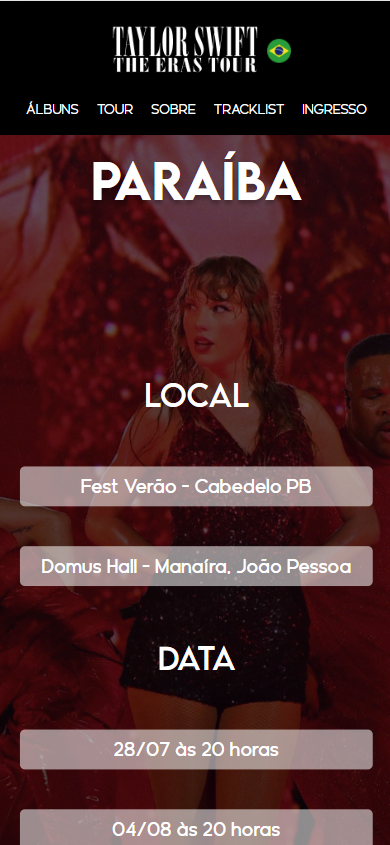 TAYLOR SWIFT
THE ERAS TOUR
ÁLBUNS TOUR SOBRE TRACKLIST INGRESSO
PARAÍBA
LOCAL
Fest Verão - Cabedelo PB
Domus Hall - Manaíra, João Pessoa
DATA
28/07 às 20 horas
04/08 às 20 horas